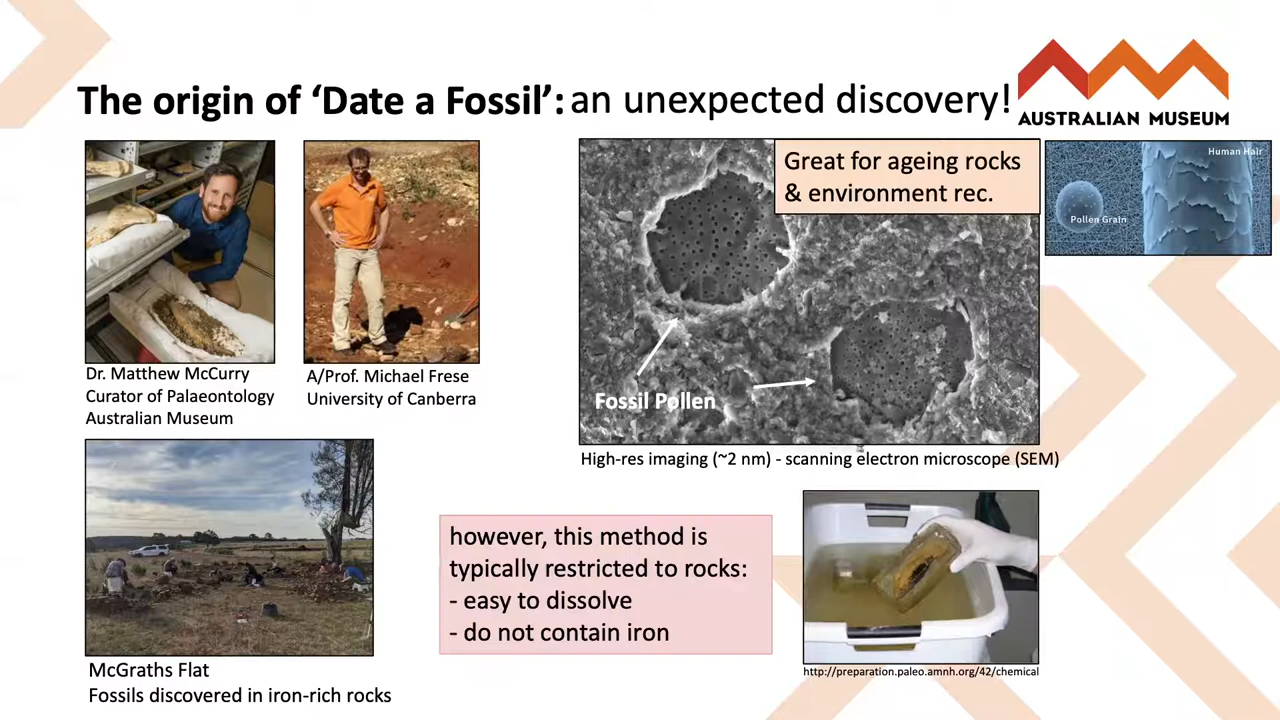 The origin of ‘Date a Fossil’: an unexpected discovery!
AUSTRALIAN MUSEUM
Great for ageing rocks
& environment rec.
Human Hair
Pollen Grain
Fossil Pollen
Dr. Matthew McCurry
Curator of Palaeontology
Australian Museum
A/Prof. Michael Frese
University of Canberra
High-res imaging (~2 nm) - scanning electron microscope (SEM)
however, this method is
typically restricted to rocks:
- easy to dissolve
- do not contain iron
McGraths Flat
Fossils discovered in iron-rich rocks
http://preparation.paleo.amnh.org/42/chemical